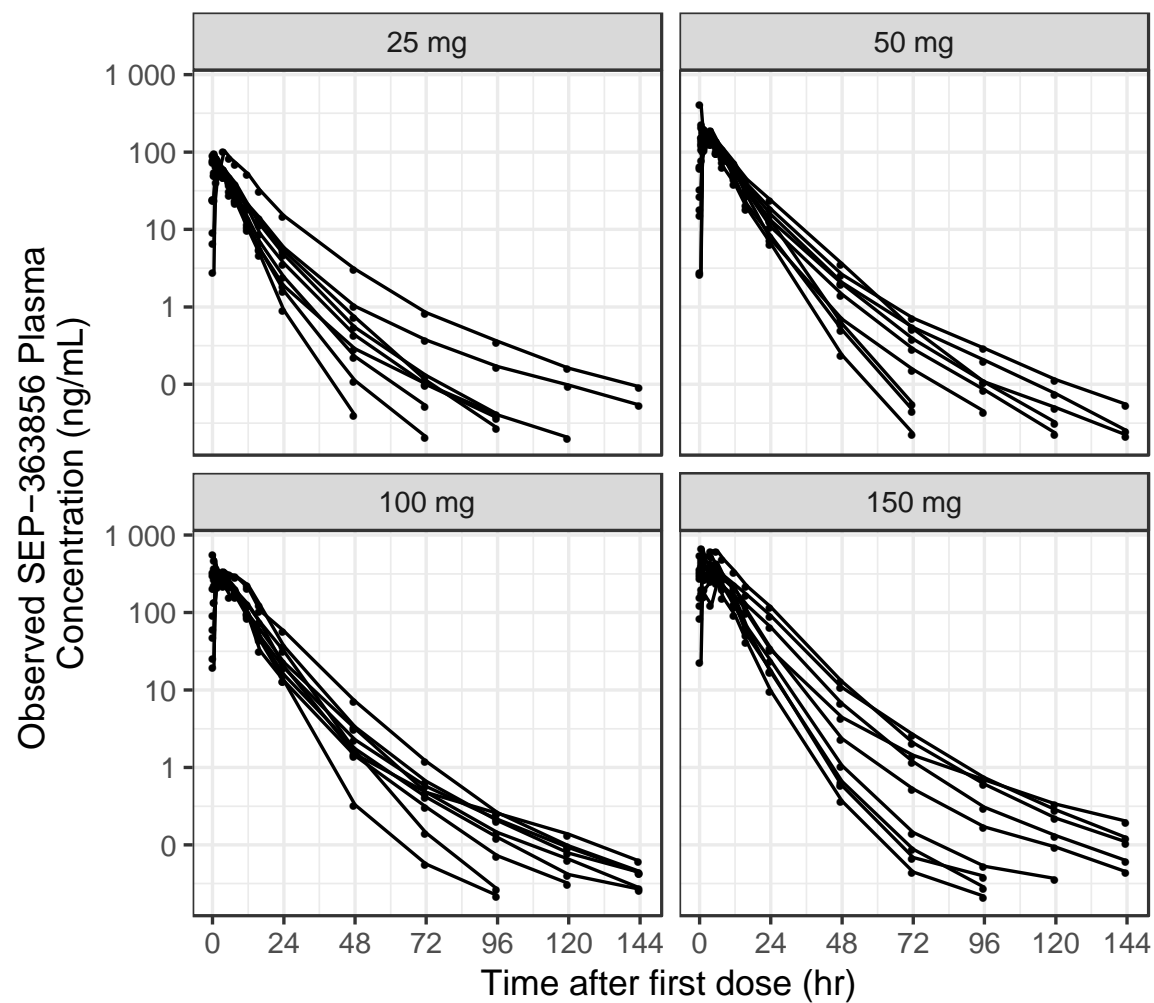 25 mg
50 mg
1 000
100
10
1
0
100 mg
150 mg
1 000
100
10
1
0
0 24 48 72 96 120 144
0 24 48 72 96 120 144
Time after first dose (hr)
Observed SEP−363856 Plasma
Concentration (ng/mL)